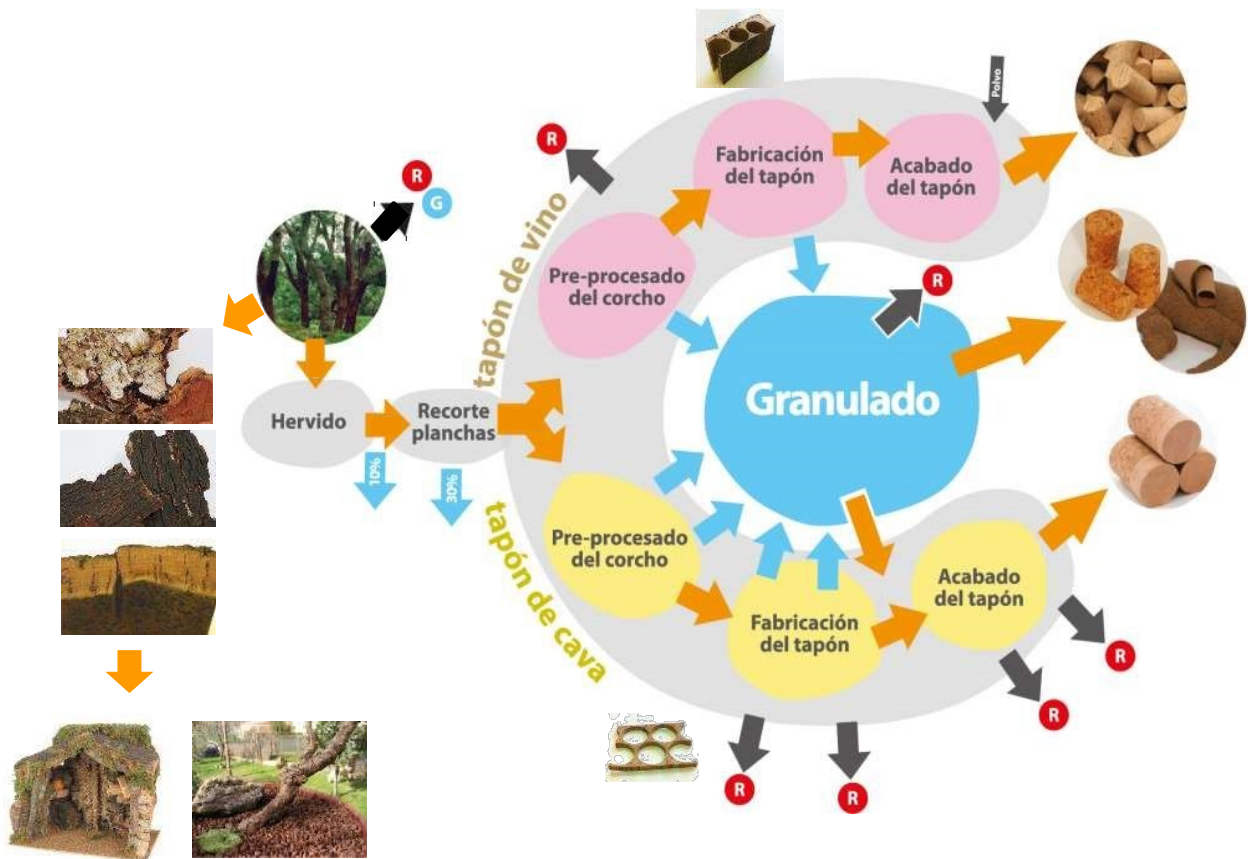 Polvo
Fabricación
del tapón
Acabado
del tapón
R
R
G
tapón de vino
Pre-procesado
del corcho
R
Granulado
Hervido
Recorte
planchas
10%
30%
tapón de cava
Pre-procesado
del corcho
Fabricación
del tapón
Acabado
del tapón
R
R
R
R